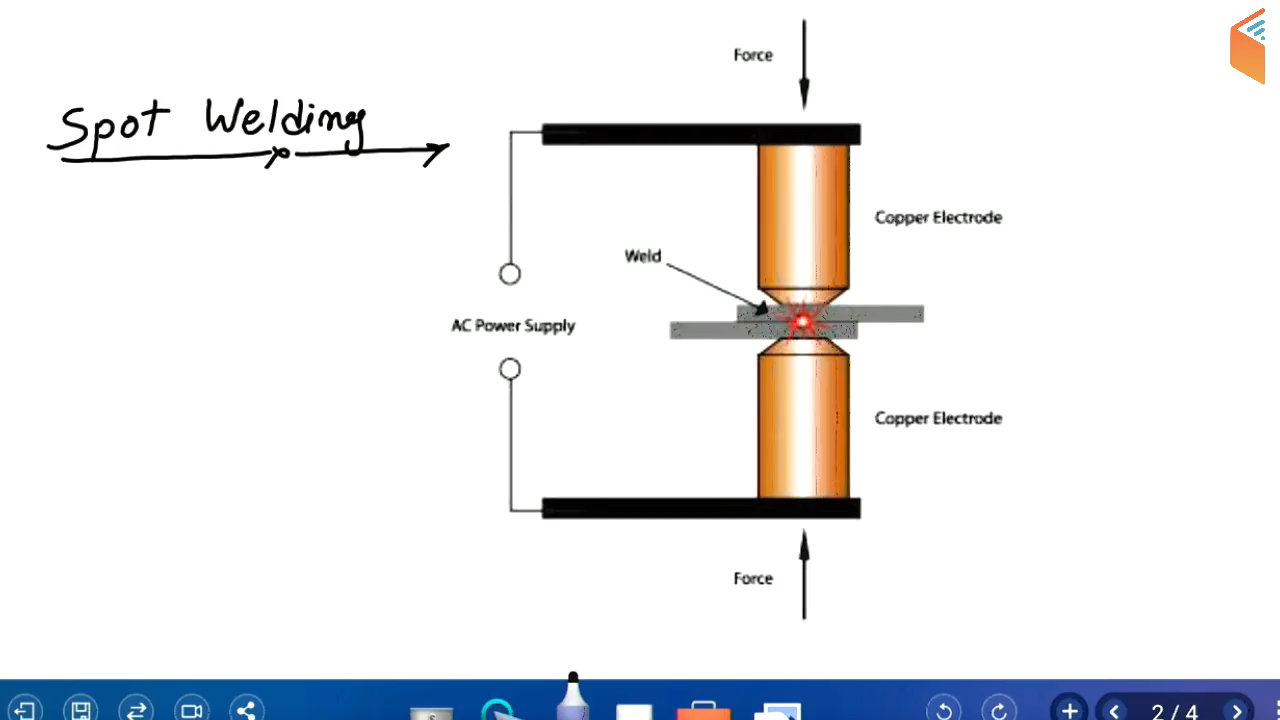 Force
Spot Welding
Copper Electrode
Weld
AC Power Supply
Copper Electrode
Force
2 / 4